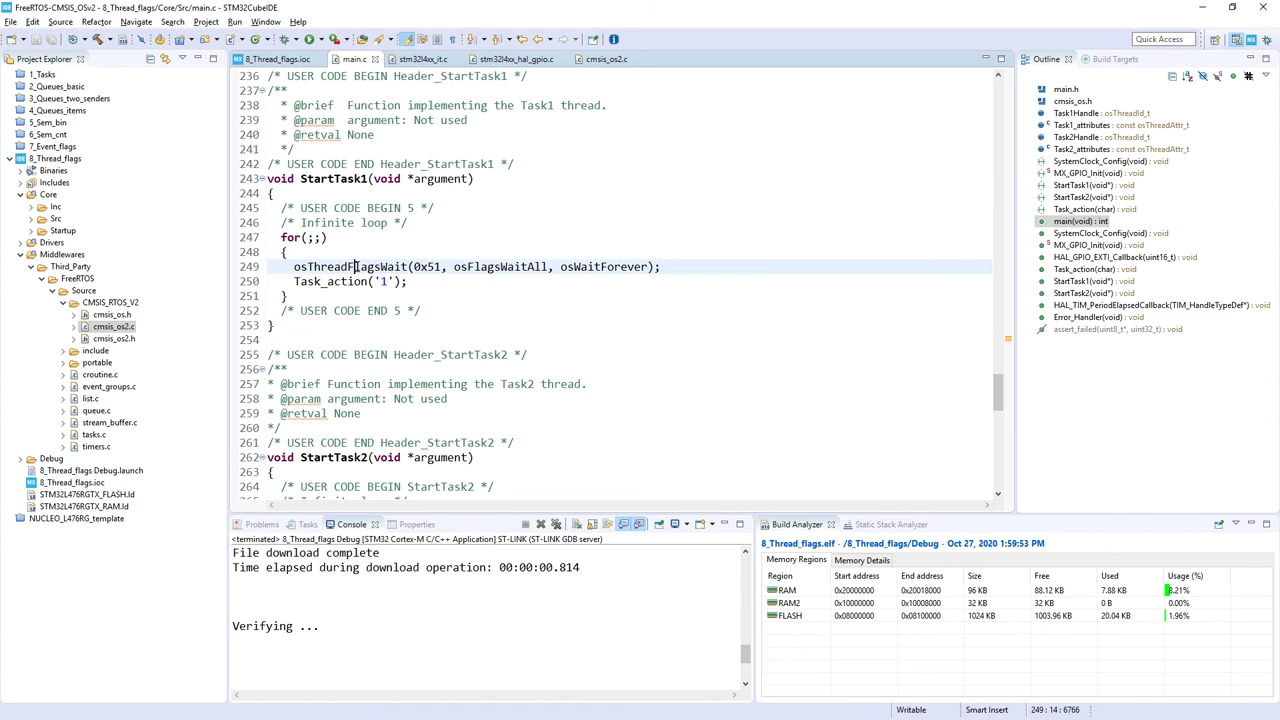 FreeRTOS-CMSIS_OSv2 - 8_Thread_flags/Core/Src/main.c - STM32CubeIDE
File Edit Source Refactor Navigate Search Project Run Window Help
Quick Access
Project Explorer
1_Tasks
2_Queues_basic
3_Queues_two_senders
4_Queues_items
5_Sem_bin
6_Sem_cnt
7_Event_flags
8_Thread_flags
Binaries
Includes
Core
Inc
Src
Startup
Drivers
Middlewares
Third_Party
FreeRTOS
Source
CMSIS_RTOS_V2
cmsis_os.h
cmsis_os2.c
cmsis_os2.h
include
portable
croutine.c
event_groups.c
list.c
queue.c
stream_buffer.c
tasks.c
timers.c
Debug
8_Thread_flags Debug.launch
8_Thread_flags.ioc
STM32L476RGTX_FLASH.ld
STM32L476RGTX_RAM.ld
NUCLEO_L476RG_template
8_Thread_flags.ioc main.c stm32l4xx_it.c stm32l4xx_hal_gpio.c cmsis_os2.c
236 /* USER CODE BEGIN Header_StartTask1 */
237 /**
238 * @brief Function implementing the Task1 thread.
239 * @param argument: Not used
240 * @retval None
241 */
242 /* USER CODE END Header_StartTask1 */
243 void StartTask1(void *argument)
244 {
245 /* USER CODE BEGIN 5 */
246 /* Infinite loop */
247 for(;;)
248 {
249 osThreadFlagsWait(0x51, osFlagsWaitAll, osWaitForever);
250 Task_action('1');
251 }
252 /* USER CODE END 5 */
253 }
254
255 /* USER CODE BEGIN Header_StartTask2 */
256 /**
257 * @brief Function implementing the Task2 thread.
258 * @param argument: Not used
259 * @retval None
260 */
261 /* USER CODE END Header_StartTask2 */
262 void StartTask2(void *argument)
263 {
264 /* USER CODE BEGIN StartTask2 */
Outline Build Targets
main.h
cmsis_os.h
Task1Handle : osThreadId_t
Task1_attributes : const osThreadAttr_t
Task2Handle : osThreadId_t
Task2_attributes : const osThreadAttr_t
SystemClock_Config(void) : void
MX_GPIO_Init(void) : void
StartTask1(void*) : void
StartTask2(void*) : void
Task_action(char) : void
main(void) : int
SystemClock_Config(void) : void
MX_GPIO_Init(void) : void
HAL_GPIO_EXTI_Callback(uint16_t) : void
Task_action(char) : void
StartTask1(void*) : void
StartTask2(void*) : void
HAL_TIM_PeriodElapsedCallback(TIM_HandleTypeDef*) : void
Error_Handler(void) : void
assert_failed(uint8_t*, uint32_t) : void
Problems Tasks Console Properties
<terminated> 8_Thread_flags Debug [STM32 Cortex-M C/C++ Application] ST-LINK (ST-LINK GDB server)
File download complete
Time elapsed during download operation: 00:00:00.814
Verifying ...
Build Analyzer Static Stack Analyzer
8_Thread_flags.elf - /8_Thread_flags/Debug - Oct 27, 2020 1:59:53 PM
Memory Regions Memory Details
Region Start address End address Size Free Used Usage (%)
RAM 0x20000000 0x20018000 96 KB 88.12 KB 7.88 KB 8.21%
RAM2 0x10000000 0x10008000 32 KB 32 KB 0 B 0.00%
FLASH 0x08000000 0x08100000 1024 KB 1003.96 KB 20.04 KB 1.96%
Writable Smart Insert 249 : 14 : 6766